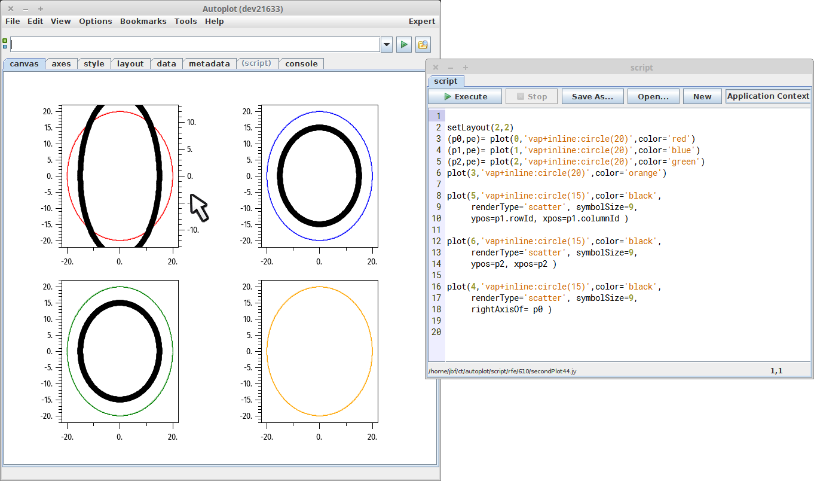 Autoplot (dev21633)
File Edit View Options Bookmarks Tools Help Expert
canvas axes style layout data metadata (script) console
20.
15.
10.
5.
0.
-5.
-10.
-15.
-20.
-20. 0. 20.
10.
5.
0.
-10.
20.
15.
10.
5.
0.
-5.
-10.
-15.
-20.
-20. 0. 20.
20.
15.
10.
5.
0.
-5.
-10.
-15.
-20.
-20. 0. 20.
20.
15.
10.
5.
0.
-5.
-10.
-15.
-20.
-20. 0. 20.
script
script
Execute Stop Save As... Open... New Application Context
1
2 setLayout(2,2)
3 (p0,pe)= plot(0,'vap+inline:circle(20)',color='red')
4 (p1,pe)= plot(1,'vap+inline:circle(20)',color='blue')
5 (p2,pe)= plot(2,'vap+inline:circle(20)',color='green')
6 plot(3,'vap+inline:circle(20)',color='orange')
7
8 plot(5,'vap+inline:circle(15)',color='black',
9 renderType='scatter', symbolSize=9,
10 ypos=p1.rowId, xpos=p1.columnId )
11
12 plot(6,'vap+inline:circle(15)',color='black',
13 renderType='scatter', symbolSize=9,
14 ypos=p2, xpos=p2 )
15
16 plot(4,'vap+inline:circle(15)',color='black',
17 renderType='scatter', symbolSize=9,
18 rightAxisOf= p0 )
19
20
1,1